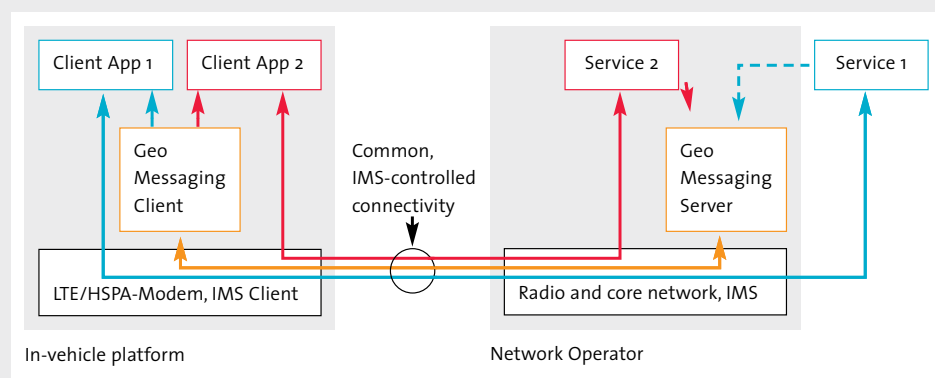 Client App 1
Client App 2
Service 2
Service 1
Geo
Messaging
Client
Common,
IMS-controlled
connectivity
Geo
Messaging
Server
LTE/HSPA-Modem, IMS Client
Radio and core network, IMS
In-vehicle platform
Network Operator